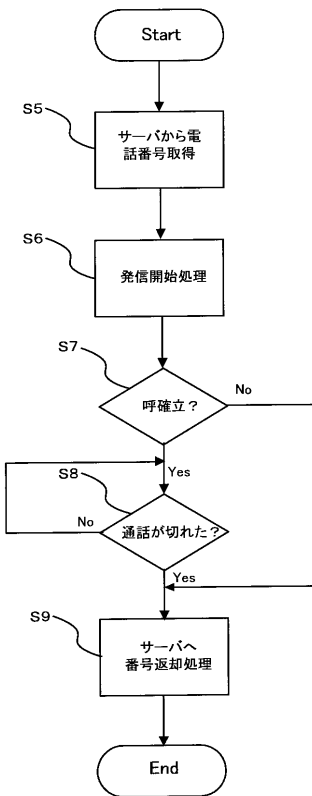 Start
S5
サーバから電
話番号取得
S6
発信開始処理
S7
呼確立？
No
Yes
S8
通話が切れた？
No
Yes
S9
サーバへ
番号返却処理
End